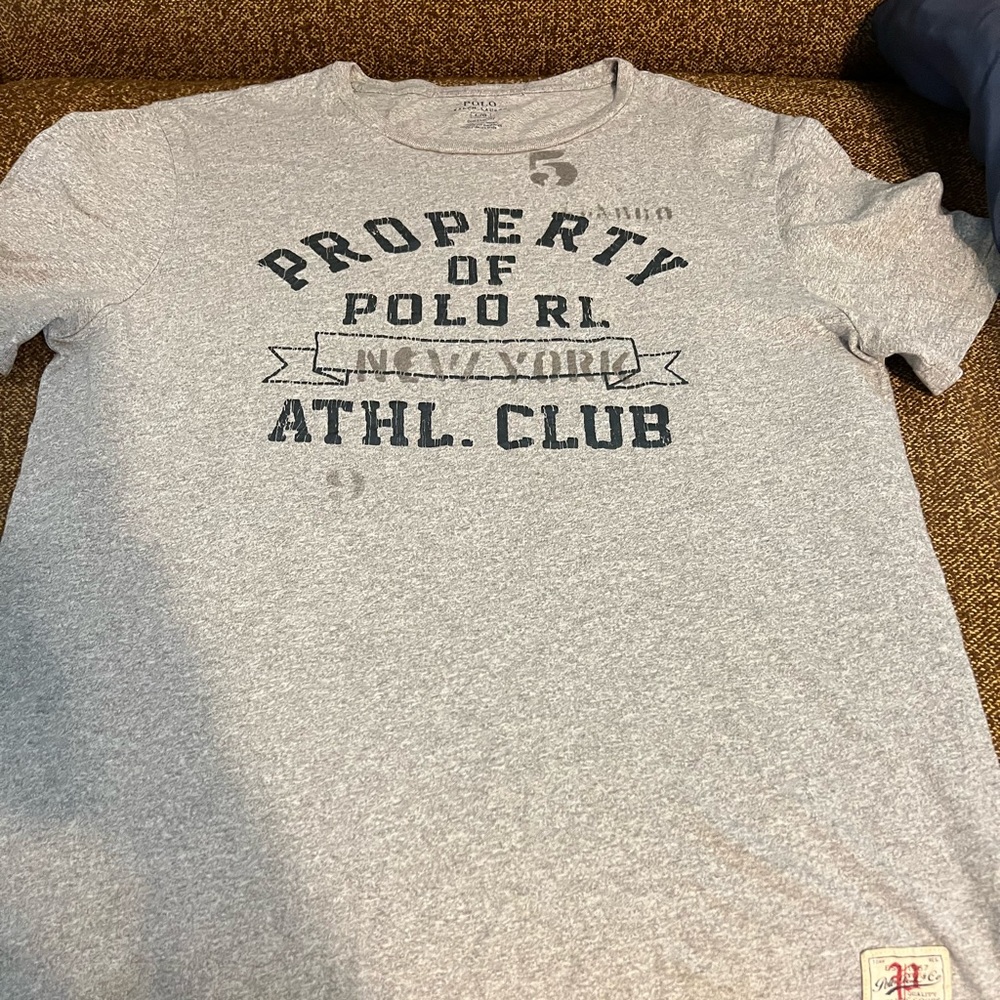 POLO
5
PROPERTY
OF
POLO RL
NEW YORK
ATHL. CLUB
9
P